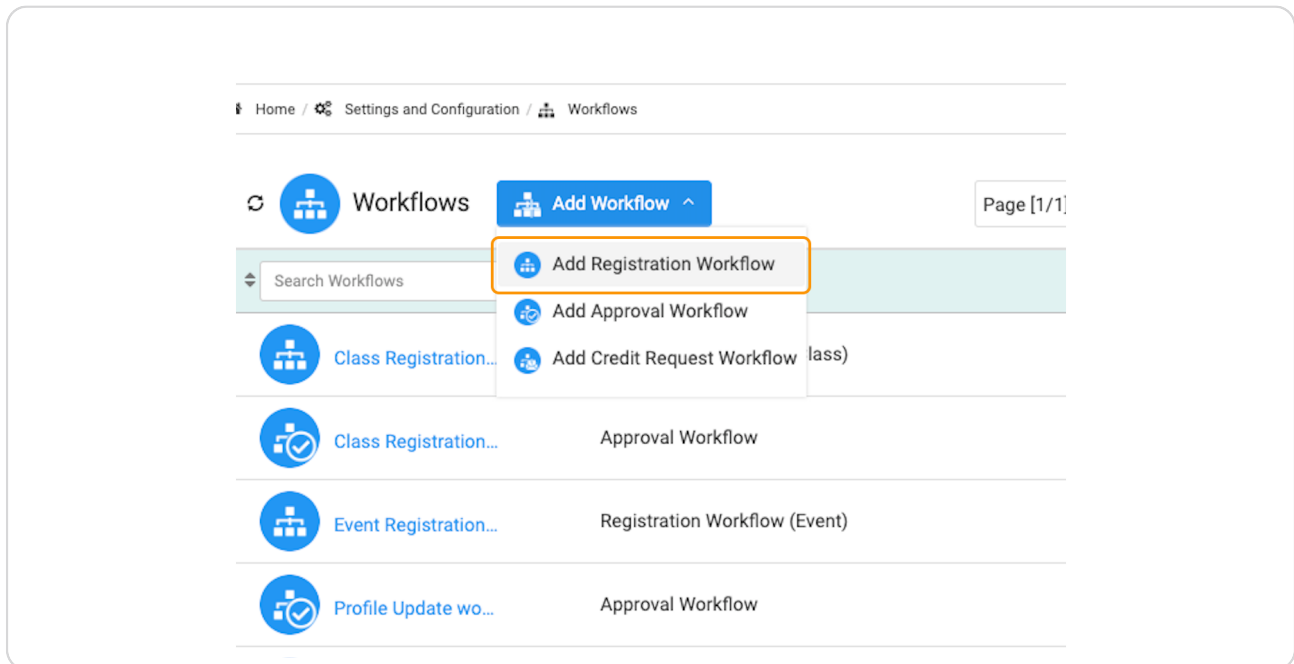 Home / Settings and Configuration / Workflows
Workflows
Add Workflow
Page [1/1]
Search Workflows
Add Registration Workflow
Add Approval Workflow
Add Credit Request Workflow
Class Registration...
lass)
Class Registration...
Approval Workflow
Event Registration...
Registration Workflow (Event)
Profile Update wo...
Approval Workflow